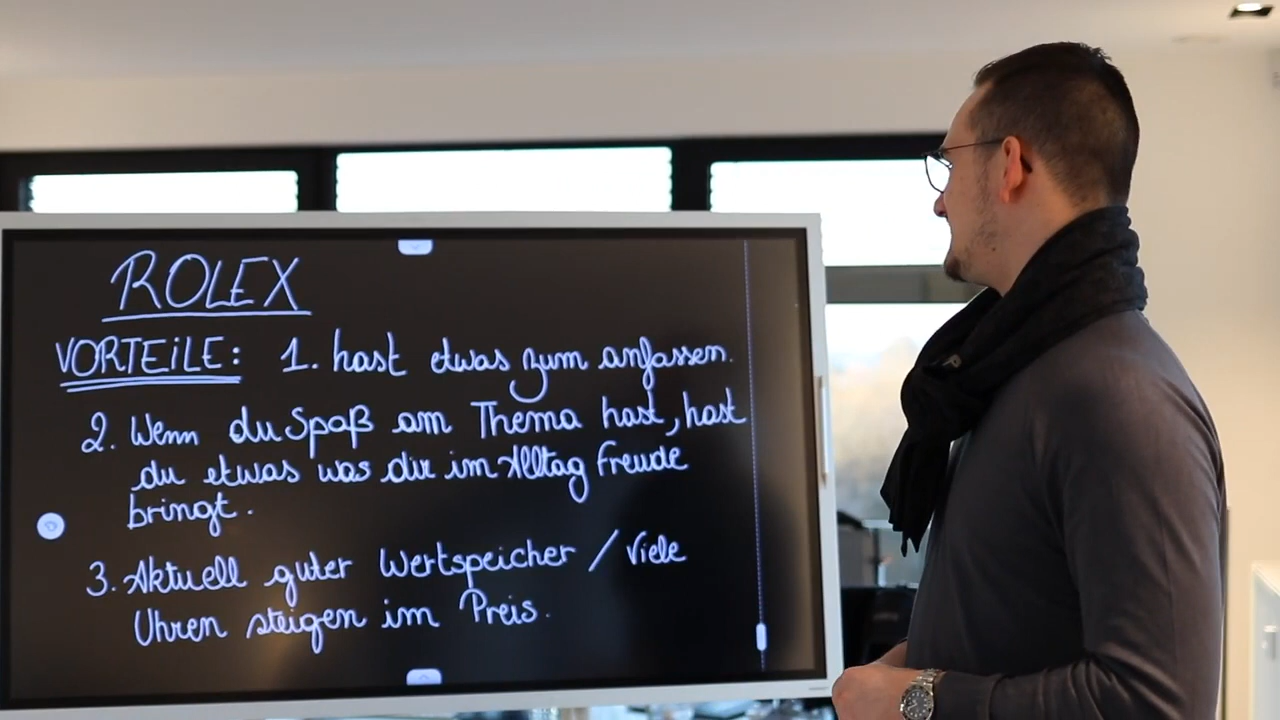 ROLEX
VORTEILE: 1. hast etwas zum anfassen.
2. Wenn du Spaß am Thema hast, hast
du etwas was dir im Alltag Freude
bringt.
3. Aktuell guter Wertspeicher / Viele
Uhren steigen im Preis.